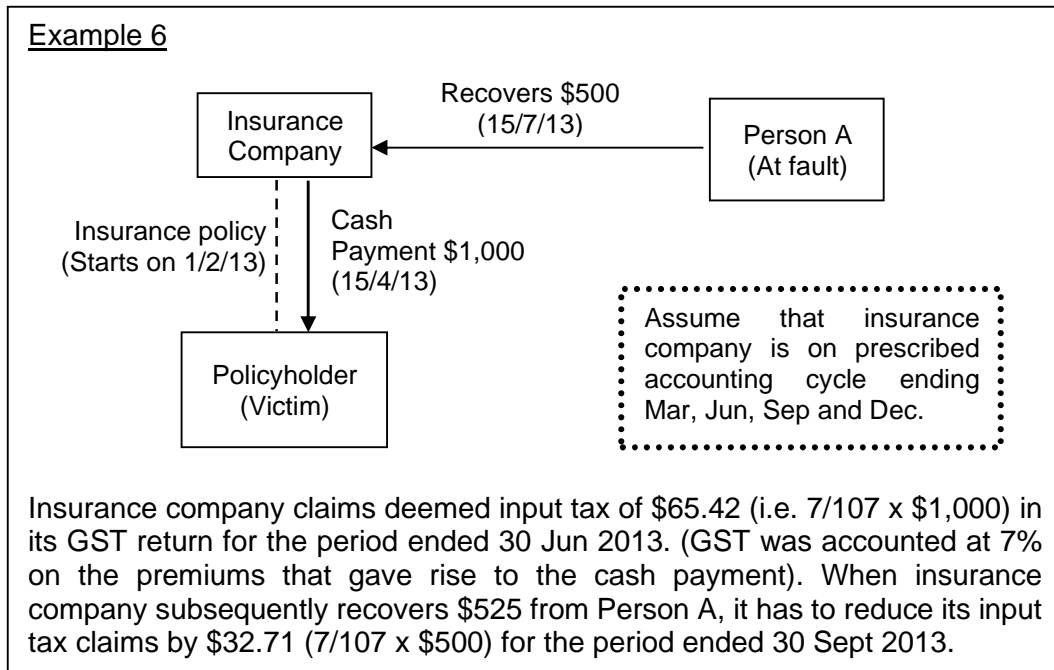 Example 6
Recovers $500
(15/7/13)
Insurance
Company
Person A
(At fault)
Insurance policy
(Starts on 1/2/13)
Cash
Payment $1,000
(15/4/13)
Policyholder
(Victim)
Assume that insurance
company is on prescribed
accounting cycle ending
Mar, Jun, Sep and Dec.
Insurance company claims deemed input tax of $65.42 (i.e. 7/107 x $1,000) in
its GST return for the period ended 30 Jun 2013. (GST was accounted at 7%
on the premiums that gave rise to the cash payment). When insurance
company subsequently recovers $525 from Person A, it has to reduce its input
tax claims by $32.71 (7/107 x $500) for the period ended 30 Sept 2013.